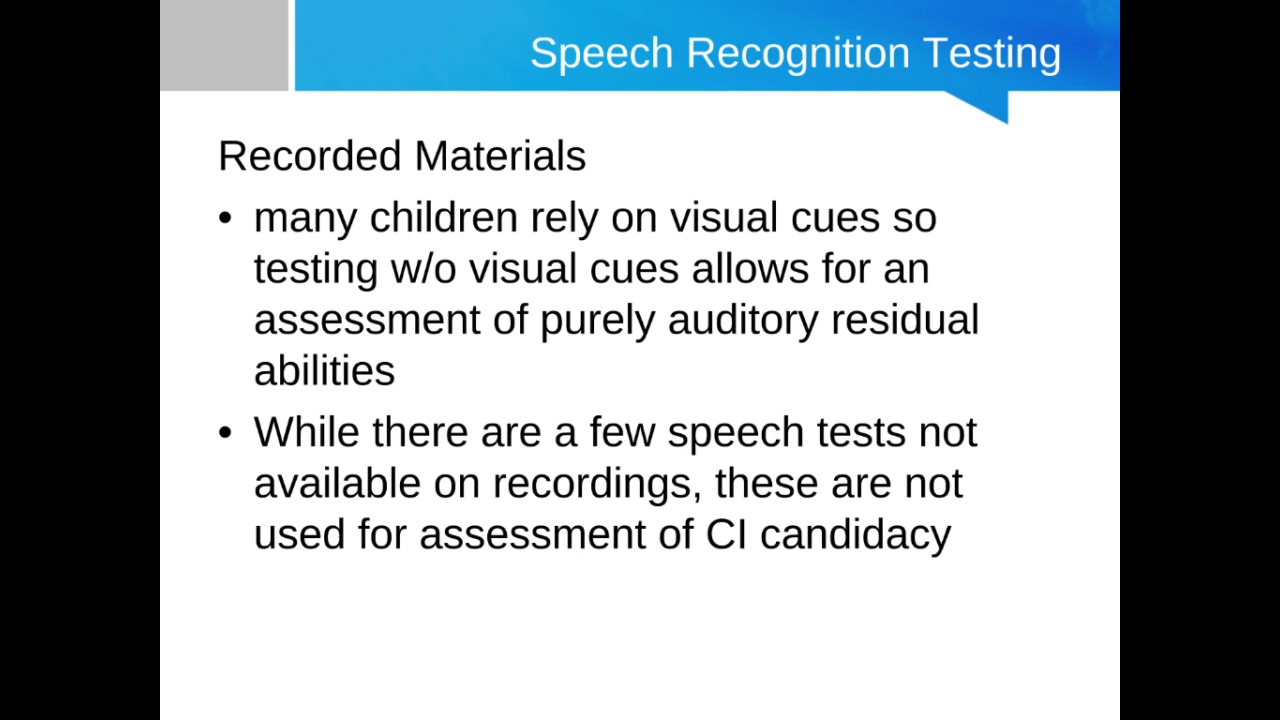 Speech Recognition Testing
Recorded Materials
• many children rely on visual cues so
testing w/o visual cues allows for an
assessment of purely auditory residual
abilities
• While there are a few speech tests not
available on recordings, these are not
used for assessment of CI candidacy